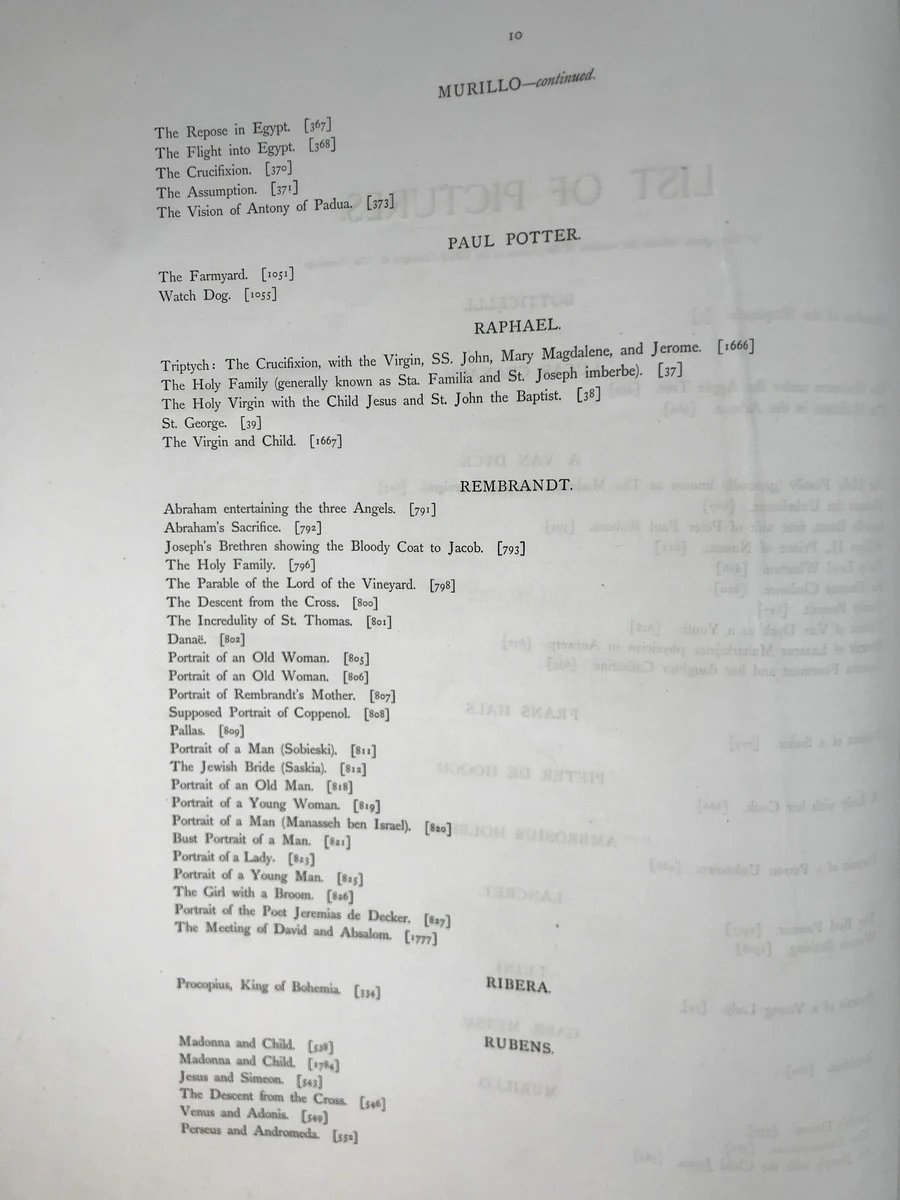 10
MURILLO—continued.
The Repose in Egypt. [367]
The Flight into Egypt. [368]
The Crucifixion. [370]
The Assumption. [371]
The Vision of Antony of Padua. [373]
PAUL POTTER.
The Farmyard. [1051]
Watch Dog. [1055]
RAPHAEL.
Triptych: The Crucifixion, with the Virgin, SS. John, Mary Magdalene, and Jerome. [1666]
The Holy Family (generally known as Sta. Familia and St. Joseph imberbe). [37]
The Holy Virgin with the Child Jesus and St. John the Baptist. [38]
St. George. [39]
The Virgin and Child. [1667]
REMBRANDT.
Abraham entertaining the three Angels. [791]
Abraham's Sacrifice. [792]
Joseph's Brethren showing the Bloody Coat to Jacob. [793]
The Holy Family. [796]
The Parable of the Lord of the Vineyard. [798]
The Descent from the Cross. [800]
The Incredulity of St. Thomas. [801]
Danaë. [802]
Portrait of an Old Woman. [805]
Portrait of an Old Woman. [806]
Portrait of Rembrandt's Mother. [807]
Supposed Portrait of Coppenol. [808]
Pallas. [809]
Portrait of a Man (Sobieski). [811]
The Jewish Bride (Saskia). [812]
Portrait of an Old Man. [818]
Portrait of a Young Woman. [819]
Portrait of a Man (Manasseh ben Israel). [820]
Bust Portrait of a Man. [821]
Portrait of a Lady. [823]
Portrait of a Young Man. [825]
The Girl with a Broom. [826]
Portrait of the Poet Jeremias de Decker. [827]
The Meeting of David and Absalom. [1777]
RIBERA.
Procopius, King of Bohemia. [334]
RUBENS.
Madonna and Child. [538]
Madonna and Child. [1784]
Jesus and Simeon. [543]
The Descent from the Cross. [546]
Venus and Adonis. [549]
Perseus and Andromeda. [552]